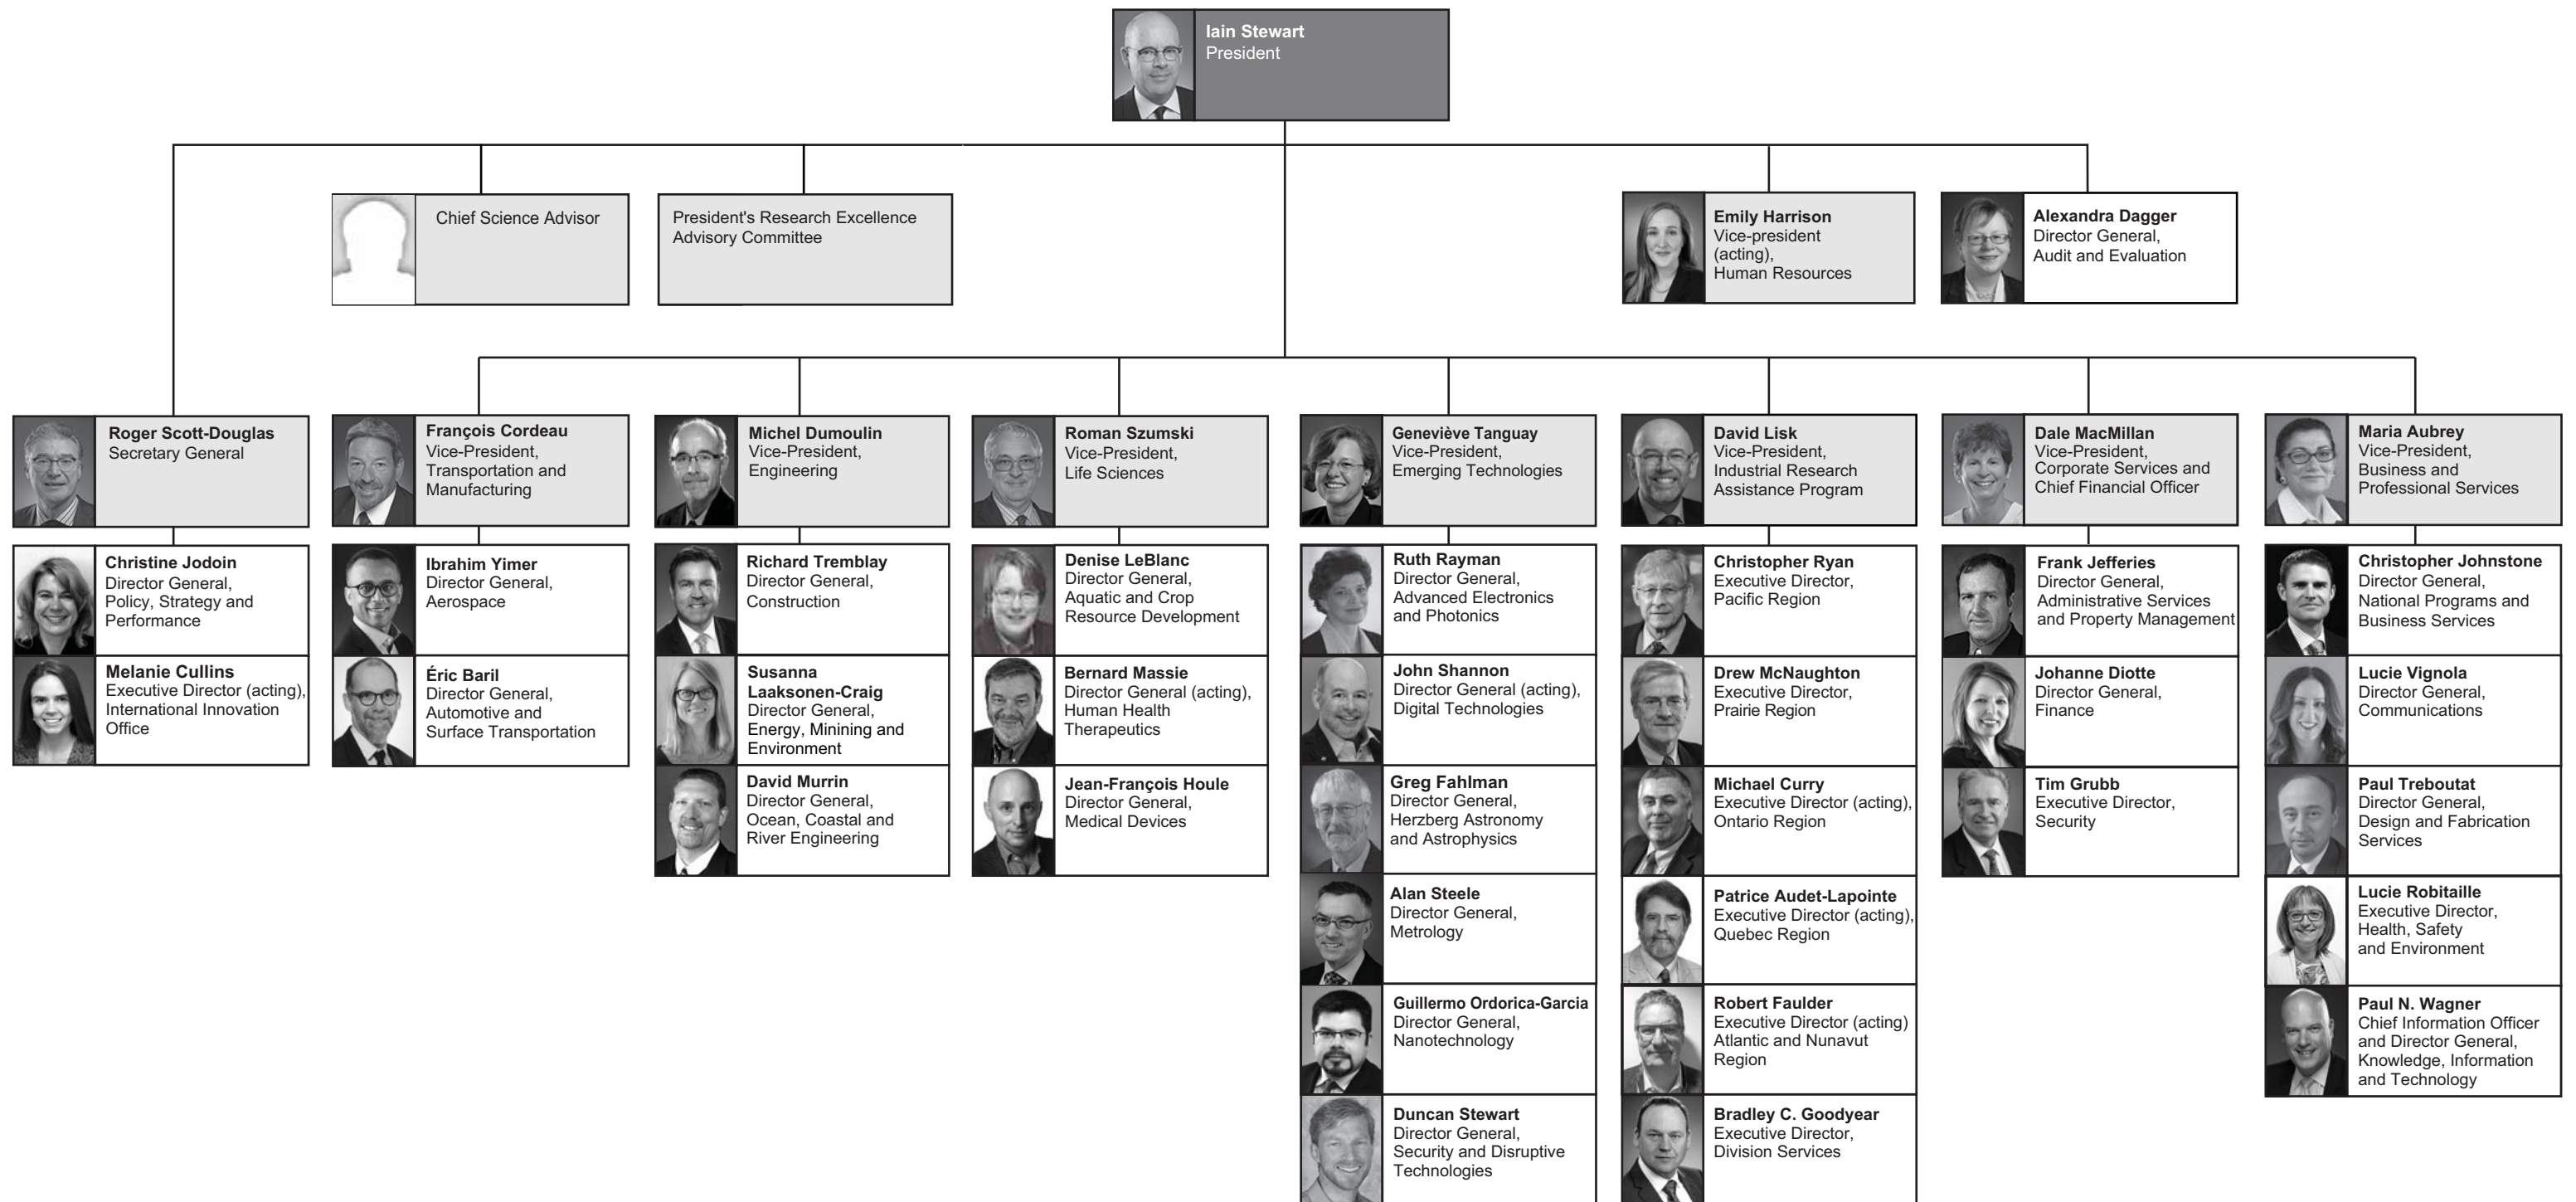 Iain Stewart
President
Chief Science Advisor
President's Research Excellence
Advisory Committee
Emily Harrison
Vice-president
(acting),
Human Resources
Alexandra Dagger
Director General,
Audit and Evaluation
Roger Scott-Douglas
Secretary General
François Cordeau
Vice-President,
Transportation and
Manufacturing
Michel Dumoulin
Vice-President,
Engineering
Roman Szumski
Vice-President,
Life Sciences
Geneviève Tanguay
Vice-President,
Emerging Technologies
David Lisk
Vice-President,
Industrial Research
Assistance Program
Dale MacMillan
Vice-President,
Corporate Services and
Chief Financial Officer
Maria Aubrey
Vice-President,
Business and
Professional Services
Christine Jodoin
Director General,
Policy, Strategy and
Performance
Melanie Cullins
Executive Director (acting),
International Innovation
Office
Ibrahim Yimer
Director General,
Aerospace
Éric Baril
Director General,
Automotive and
Surface Transportation
Richard Tremblay
Director General,
Construction
Susanna
Laaksonen-Craig
Director General,
Energy, Minining and
Environment
David Murrin
Director General,
Ocean, Coastal and
River Engineering
Denise LeBlanc
Director General,
Aquatic and Crop
Resource Development
Bernard Massie
Director General (acting),
Human Health
Therapeutics
Jean-François Houle
Director General,
Medical Devices
Ruth Rayman
Director General,
Advanced Electronics
and Photonics
John Shannon
Director General (acting),
Digital Technologies
Greg Fahlman
Director General,
Herzberg Astronomy
and Astrophysics
Alan Steele
Director General,
Metrology
Guillermo Ordorica-Garcia
Director General,
Nanotechnology
Duncan Stewart
Director General,
Security and Disruptive
Technologies
Christopher Ryan
Executive Director,
Pacific Region
Drew McNaughton
Executive Director,
Prairie Region
Michael Curry
Executive Director (acting),
Ontario Region
Patrice Audet-Lapointe
Executive Director (acting),
Quebec Region
Robert Faulder
Executive Director (acting)
Atlantic and Nunavut
Region
Bradley C. Goodyear
Executive Director,
Division Services
Frank Jefferies
Director General,
Administrative Services
and Property Management
Johanne Diotte
Director General,
Finance
Tim Grubb
Executive Director,
Security
Christopher Johnstone
Director General,
National Programs and
Business Services
Lucie Vignola
Director General,
Communications
Paul Treboutat
Director General,
Design and Fabrication
Services
Lucie Robitaille
Executive Director,
Health, Safety
and Environment
Paul N. Wagner
Chief Information Officer
and Director General,
Knowledge, Information
and Technology